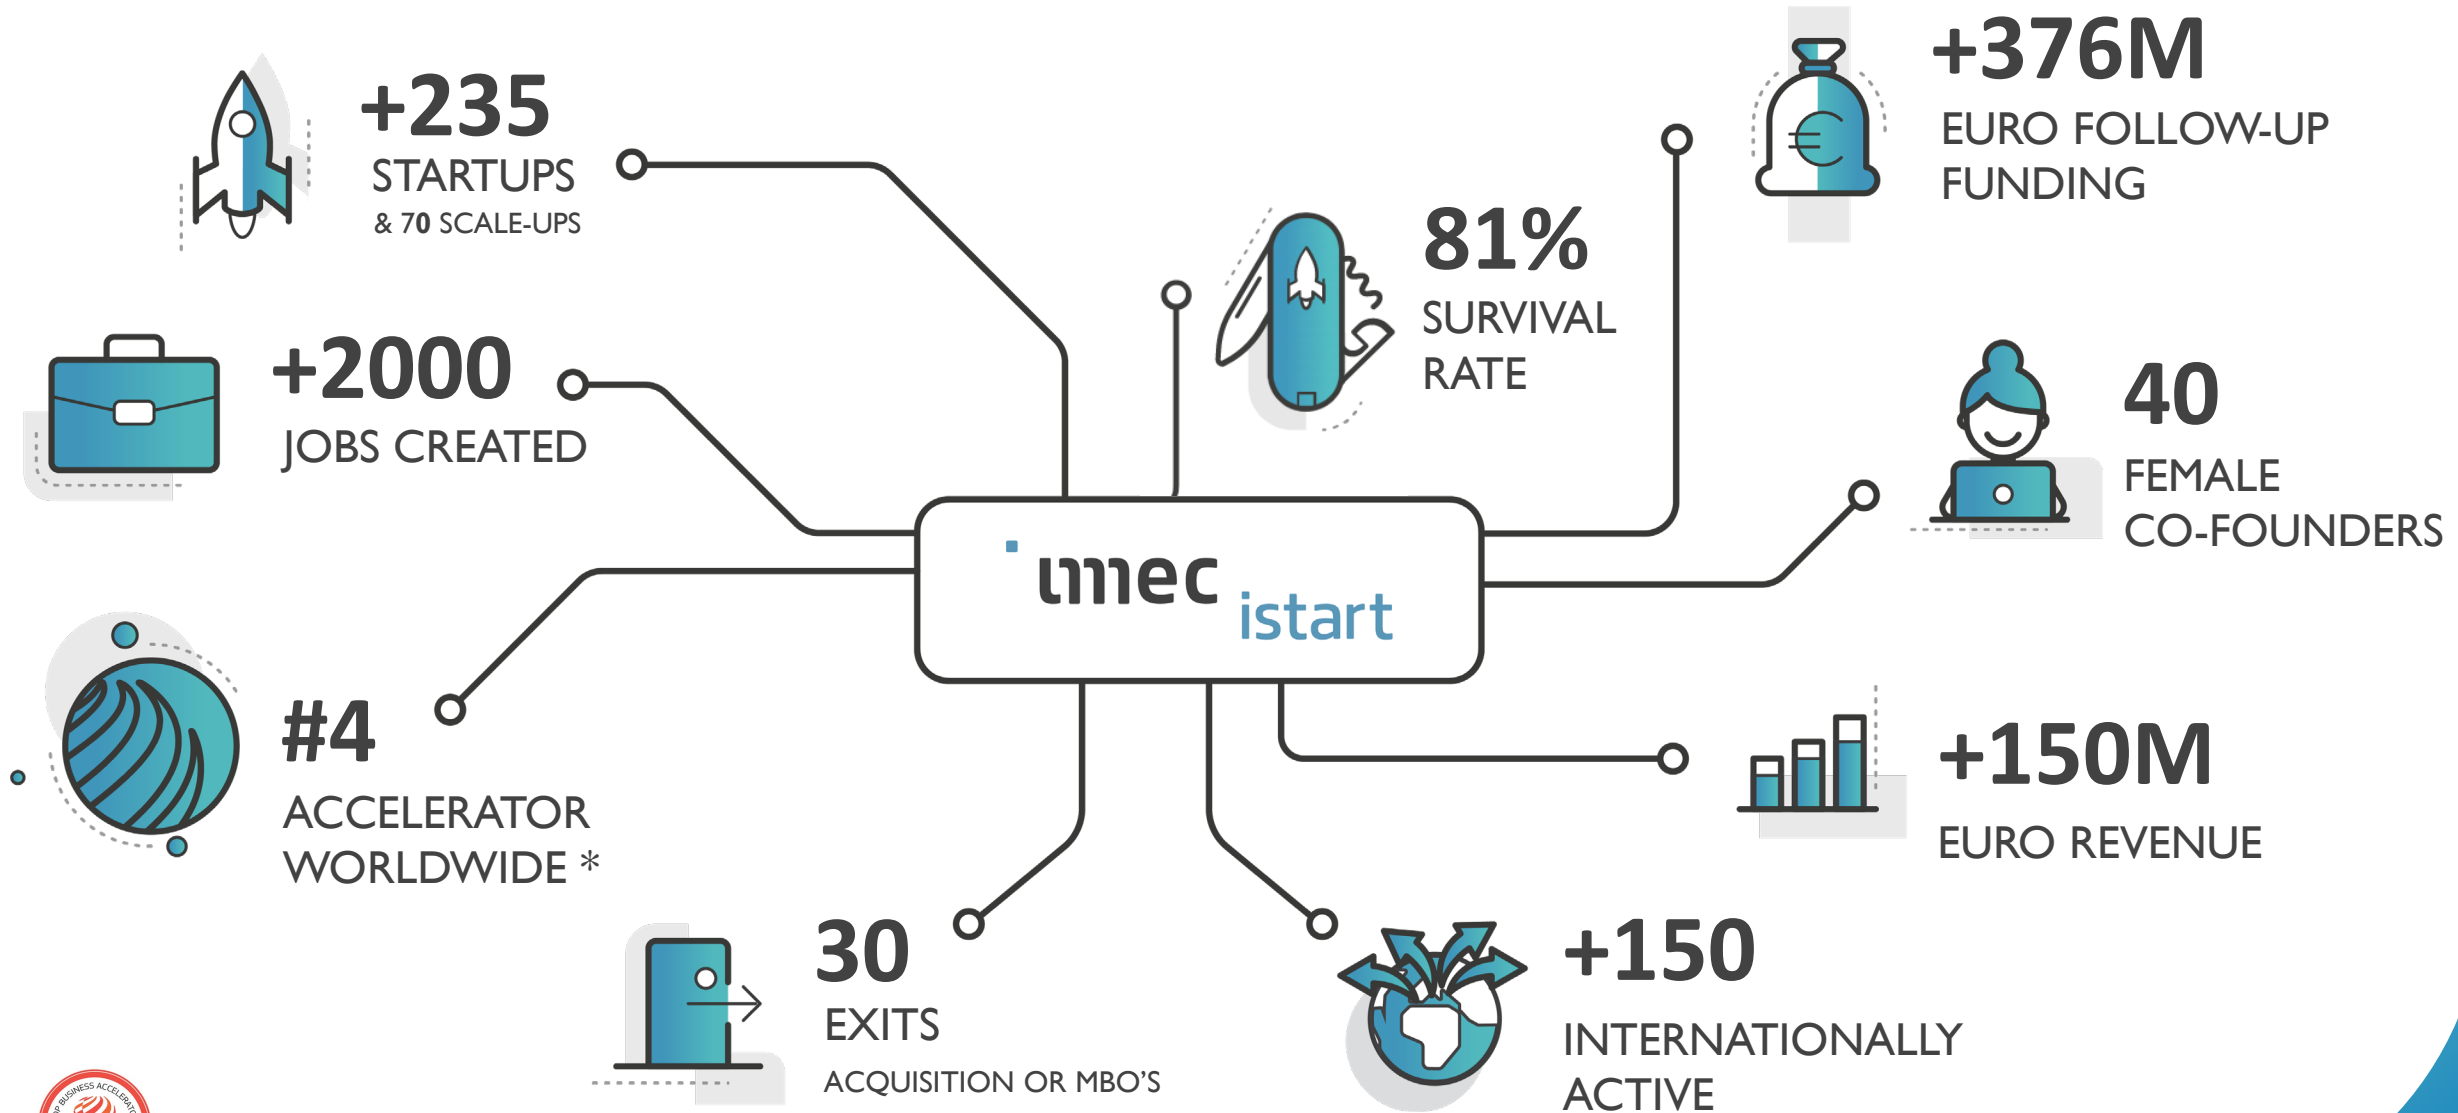 +235
STARTUPS
& 70 SCALE-UPS
+376M
EURO FOLLOW-UP
FUNDING
81%
SURVIVAL
RATE
+2000
JOBS CREATED
40
FEMALE
CO-FOUNDERS
imec
istart
#4
ACCELERATOR
WORLDWIDE *
+150M
EURO REVENUE
30
EXITS
ACQUISITION OR MBO'S
+150
INTERNATIONALLY
ACTIVE
BUSINESS